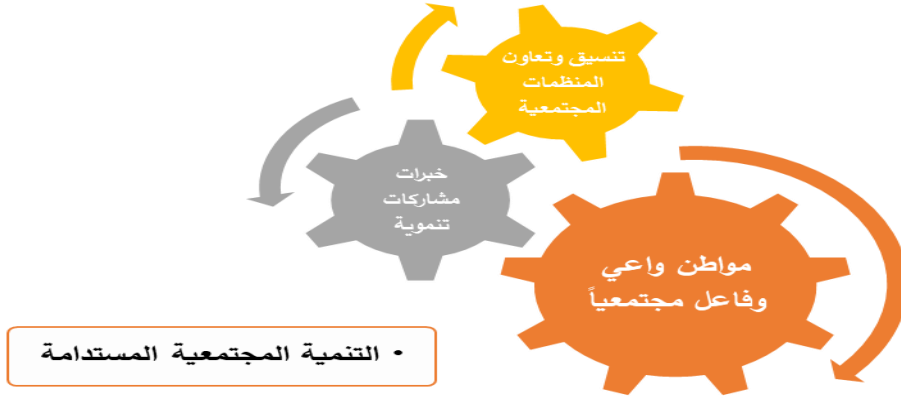 تنسيق وتعاون
المنظمات
المجتمعية
خبرات
مشاركات
تنموية
مواطن واعي
وفاعل مجتمعياً
• التنمية المجتمعية المستدامة